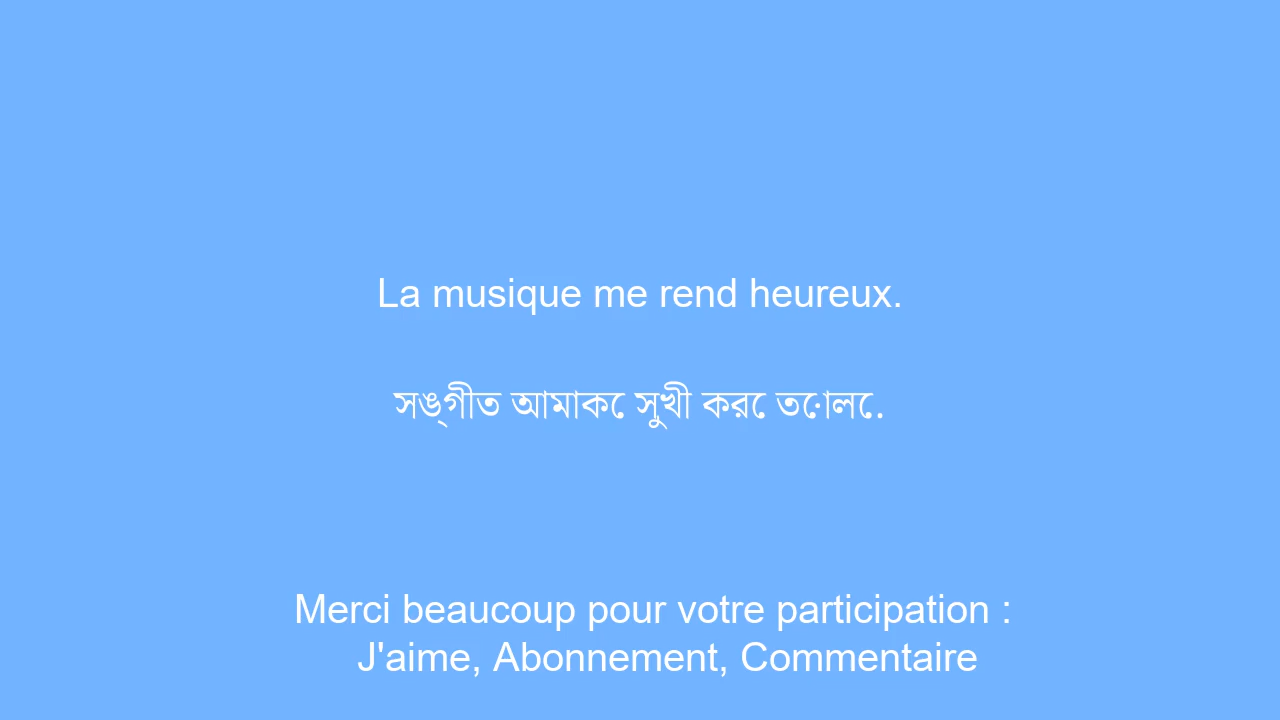 La musique me rend heureux.
সঙ্গীত আমাকে সুখী করে তোলে.
Merci beaucoup pour votre participation :
J'aime, Abonnement, Commentaire